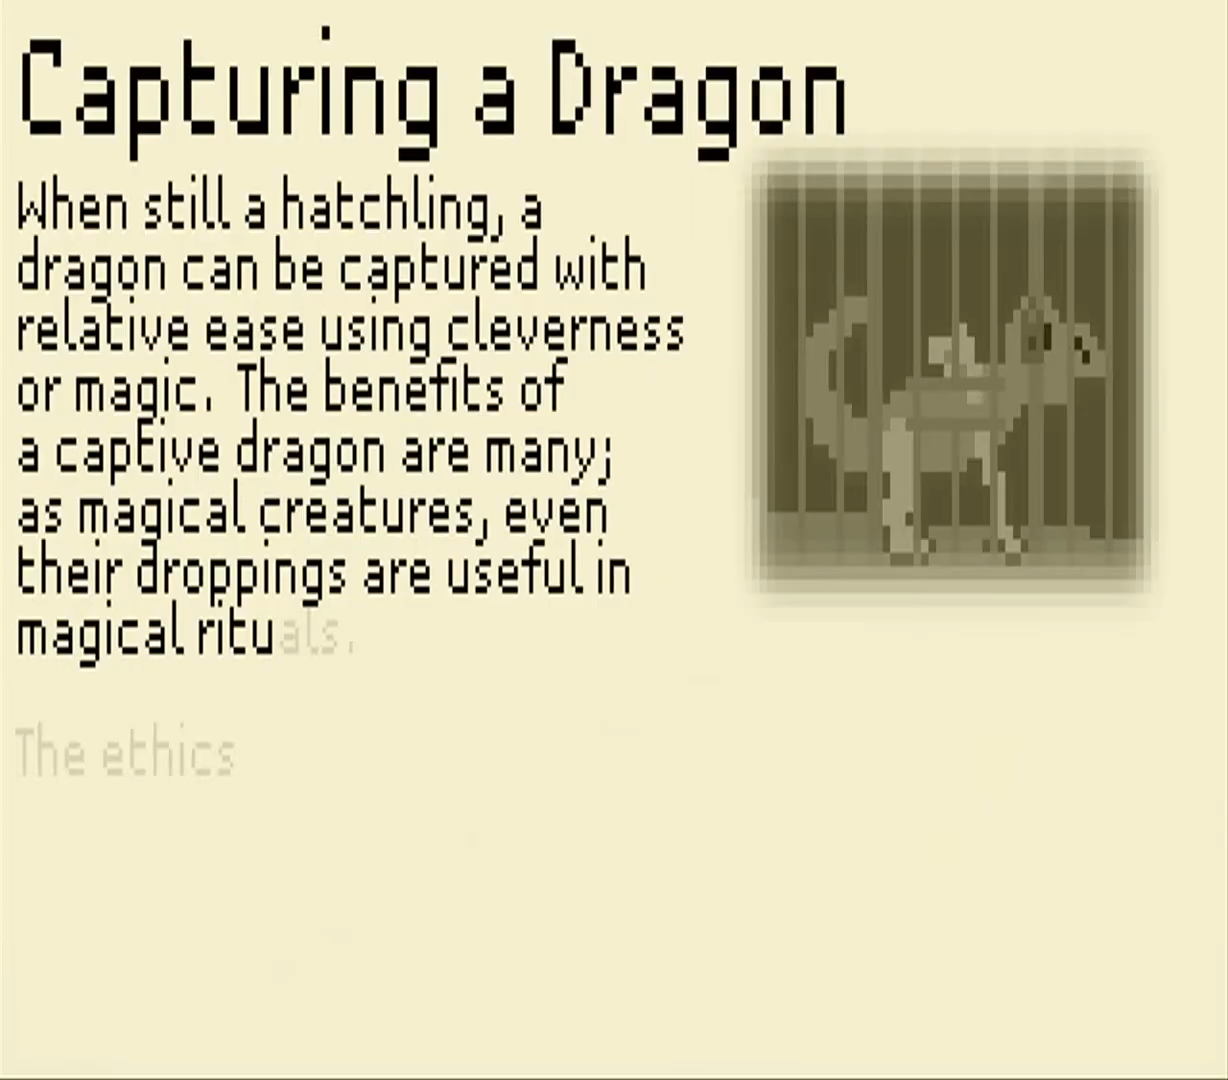 Capturing a Dragon
When still a hatchling, a
dragon can be captured with
relative ease using cleverness
or magic. The benefits of
a captive dragon are many;
as magical creatures, even
their droppings are useful in
magical rituals.
The ethics